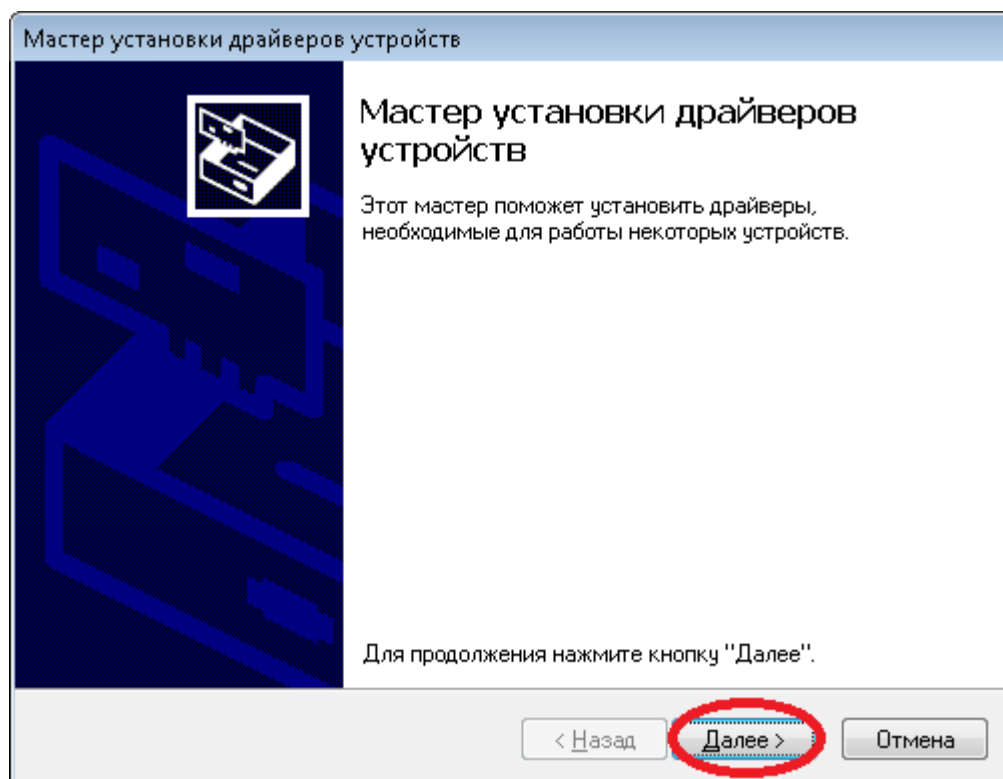 Мастер установки драйверов устройств
Мастер установки драйверов
устройств
Этот мастер поможет установить драйверы,
необходимые для работы некоторых устройств.
Для продолжения нажмите кнопку "Далее".
< Назад Далее > Отмена